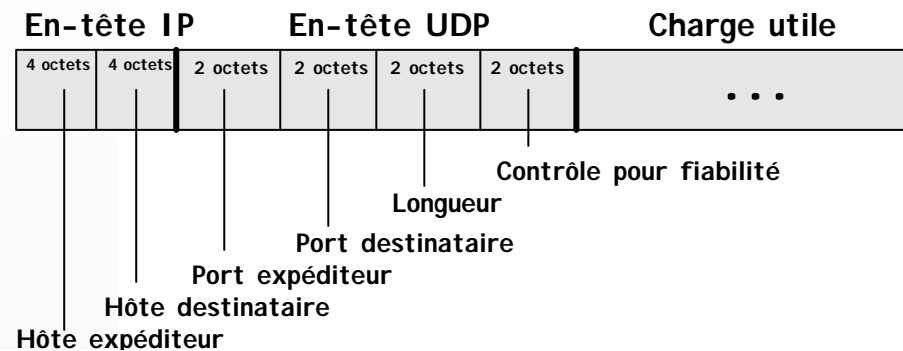 En-tête IP En-tête UDP Charge utile
4 octets 4 octets 2 octets 2 octets 2 octets 2 octets
...
Contrôle pour fiabilité
Longueur
Port destinataire
Port expéditeur
Hôte destinataire
Hôte expéditeur